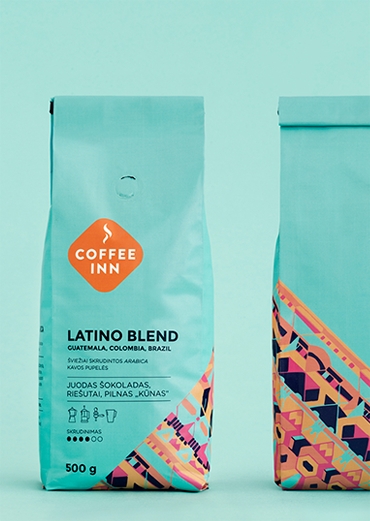 COFFEE
INN
LATINO BLEND
GUATEMALA, COLOMBIA, BRAZIL
ŠVIEŽIAI SKRUDINTOS ARABICA
KAVOS PUPELĖS
JUODAS ŠOKOLADAS,
RIEŠUTAI, PILNAS „KŪNAS“
SKRUDINIMAS
500 g